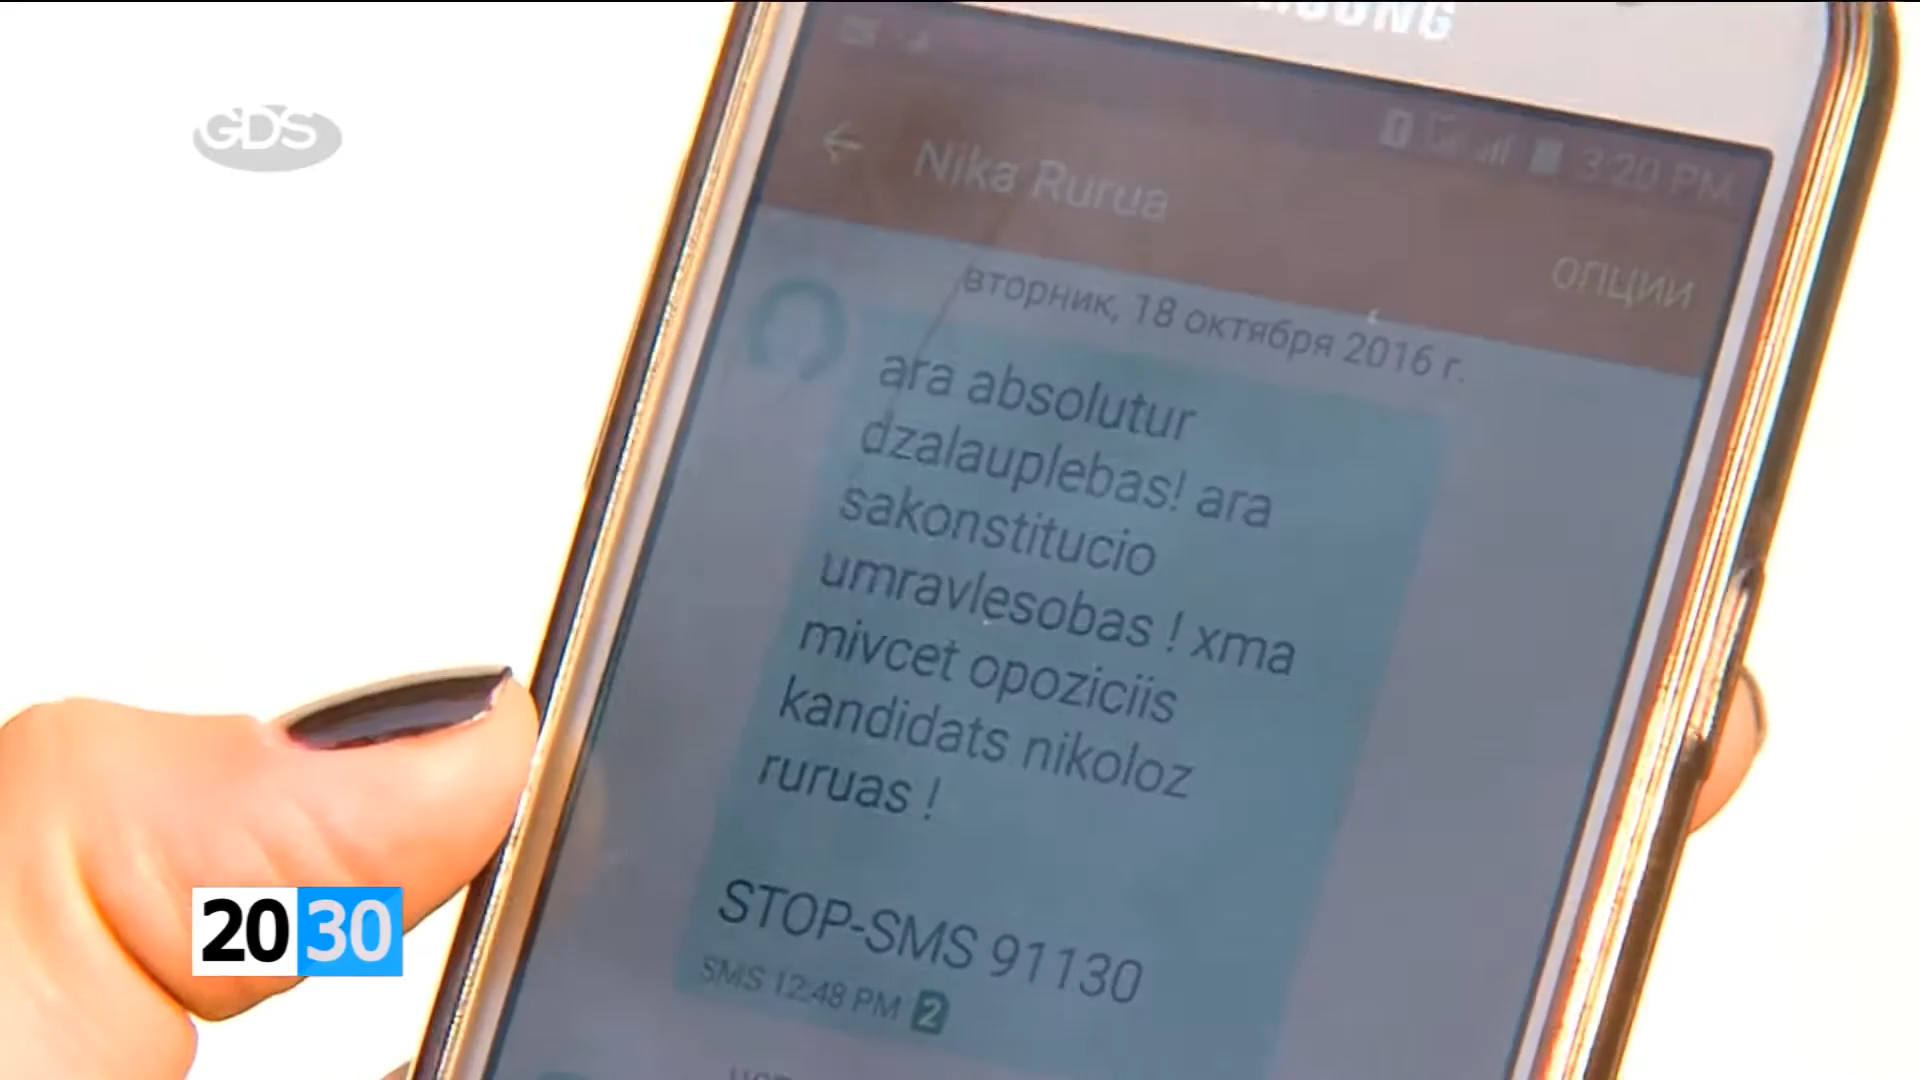 GDS
3:20 PM
Nika Rurua
ОПЦИИ
вторник, 18 октября 2016 г.
ara absolutur
dzalauplebas! ara
sakonstitucio
umravlesobas ! xma
mivcet opoziciis
kandidats nikoloz
ruruas !
STOP-SMS 91130
SMS 12:48 PM 2
20 30